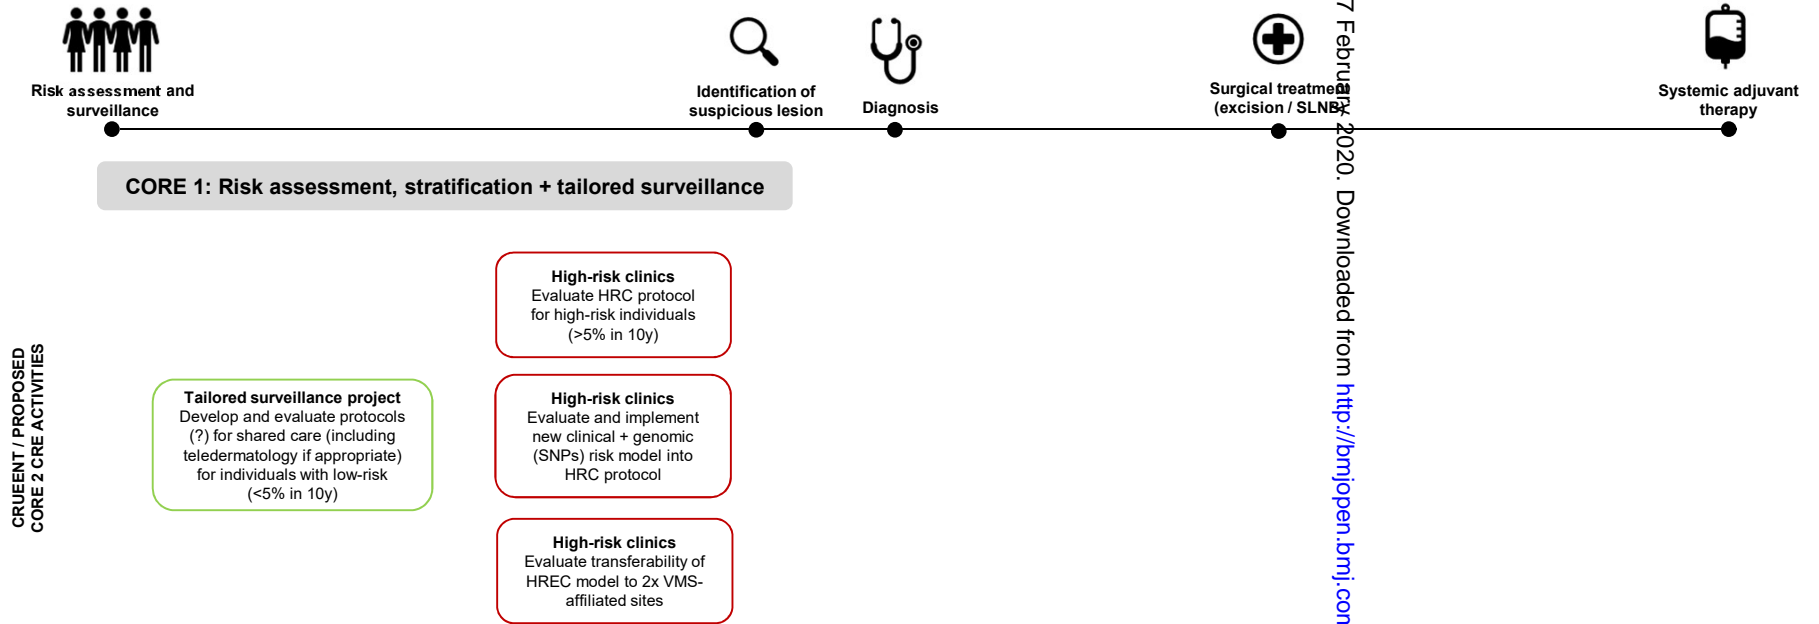 Risk assessment and
surveillance
Identification of
suspicious lesion
Diagnosis
Surgical treatment
(excision / SLNB)
Systemic adjuvant
therapy
CORE 1: Risk assessment, stratification + tailored surveillance
CRUEENT / PROPOSED
CORE 2 CRE ACTIVITIES
Tailored surveillance project
Develop and evaluate protocols
(?) for shared care (including
teledermatology if appropriate)
for individuals with low-risk
(<5% in 10y)
High-risk clinics
Evaluate HRC protocol
for high-risk individuals
(>5% in 10y)
High-risk clinics
Evaluate and implement
new clinical + genomic
(SNPs) risk model into
HRC protocol
High-risk clinics
Evaluate transferability of
HREC model to 2x VMS-
affiliated sites
7 February 2020. Downloaded from http://bmjopen.bmj.com